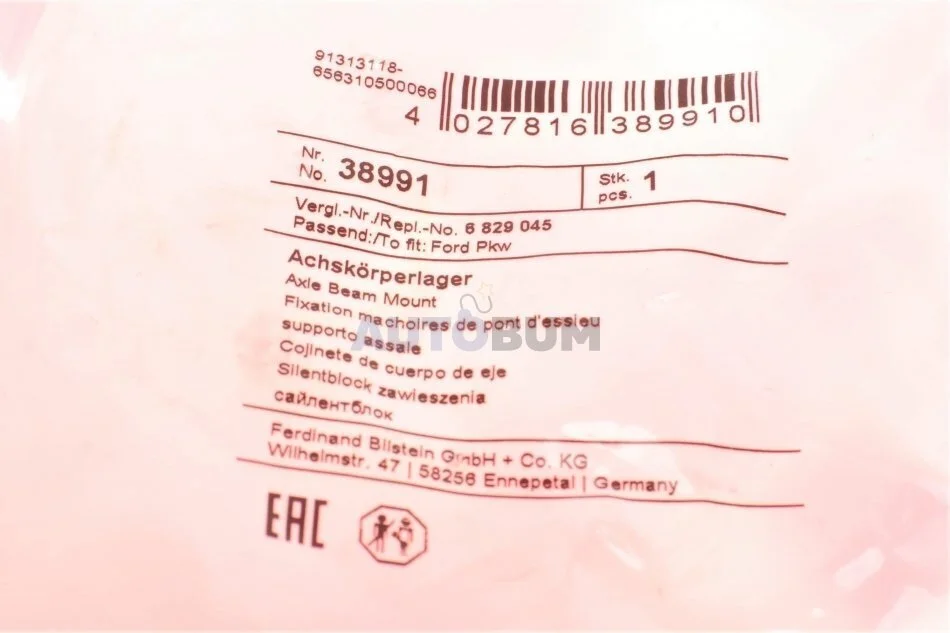 91313118-
656310500066
4 027816 389910
Nr.
No. 38991
Stk.
pcs. 1
Vergl.-Nr./Repl.-No. 6 829 045
Passend:/To fit: Ford Pkw
Achskörperlager
Axle Beam Mount
Fixation machoires de pont d'essieu
supporto assale
AUTOBUM
Cojinete de cuerpo de eje
Silentblock zawieszenia
сайлентблок
Ferdinand Bilstein GmbH + Co. KG
Wilhelmstr. 47 | 58256 Ennepetal | Germany
EAC